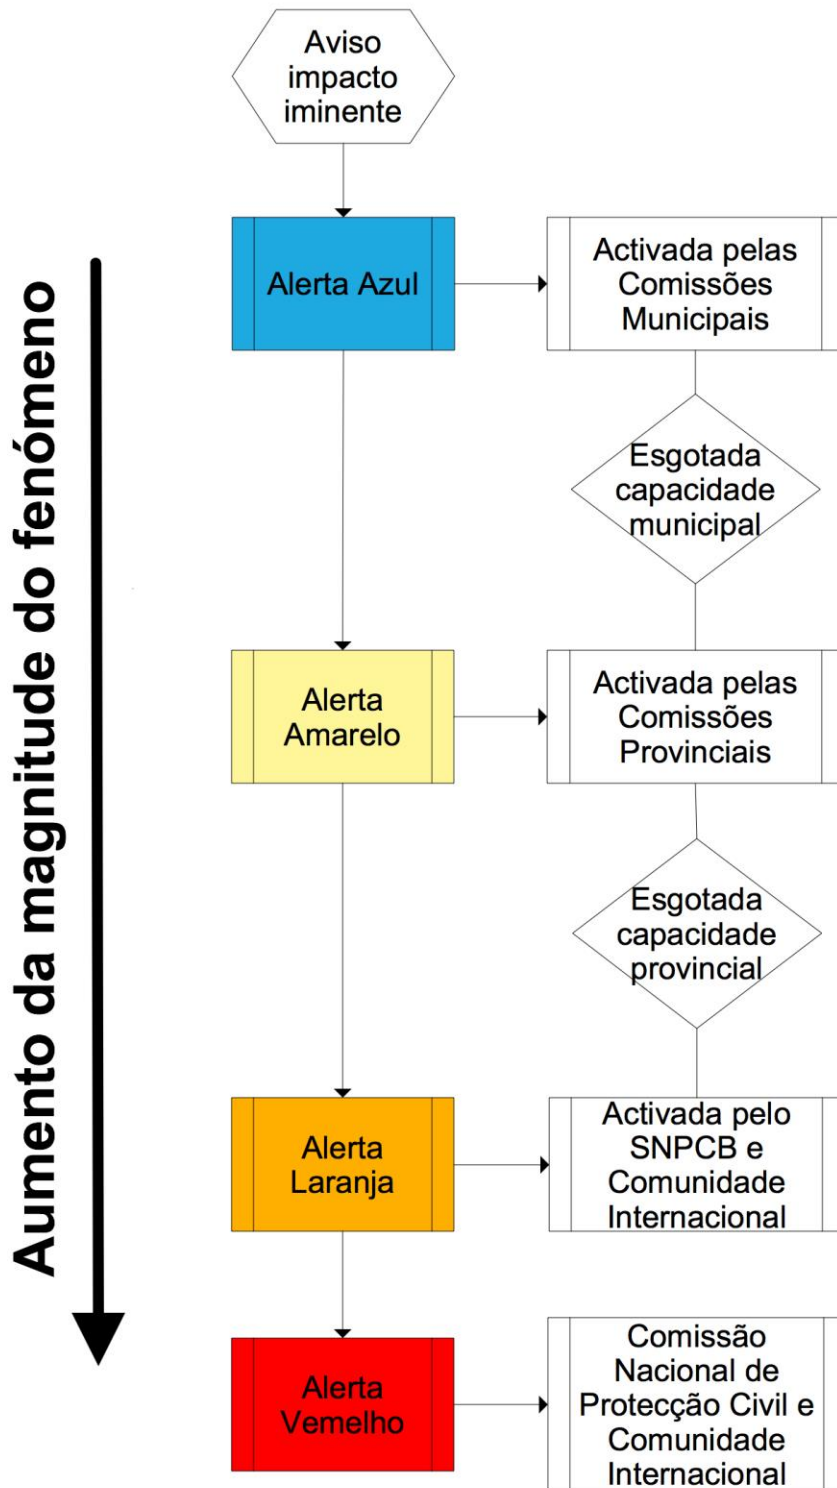 Aviso
impacto
iminente
Aumento da magnitude do fenómeno
Alerta Azul
Activada pelas
Comissões
Municipais
Esgotada
capacidade
municipal
Alerta
Amarelo
Activada pelas
Comissões
Provinciais
Esgotada
capacidade
provincial
Alerta
Laranja
Activada pelo
SNPCB e
Comunidade
Internacional
Alerta
Vemelho
Comissão
Nacional de
Protecção Civil e
Comunidade
Internacional